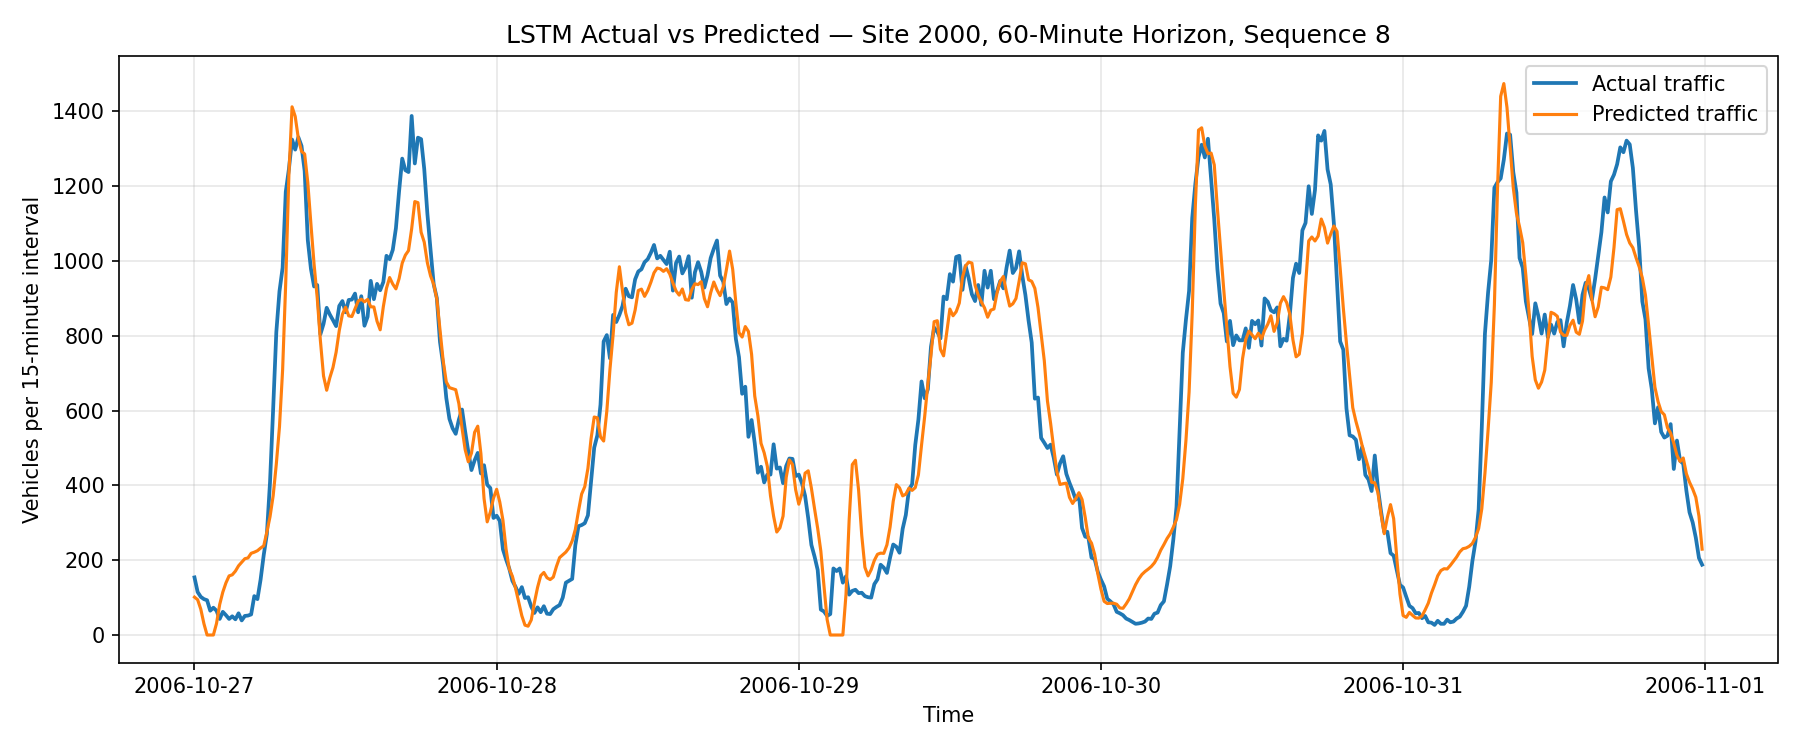 LSTM Actual vs Predicted — Site 2000, 60-Minute Horizon, Sequence 8
Actual traffic
Predicted traffic
Vehicles per 15-minute interval
1400
1200
1000
800
600
400
200
0
2006-10-27 2006-10-28 2006-10-29 2006-10-30 2006-10-31 2006-11-01
Time